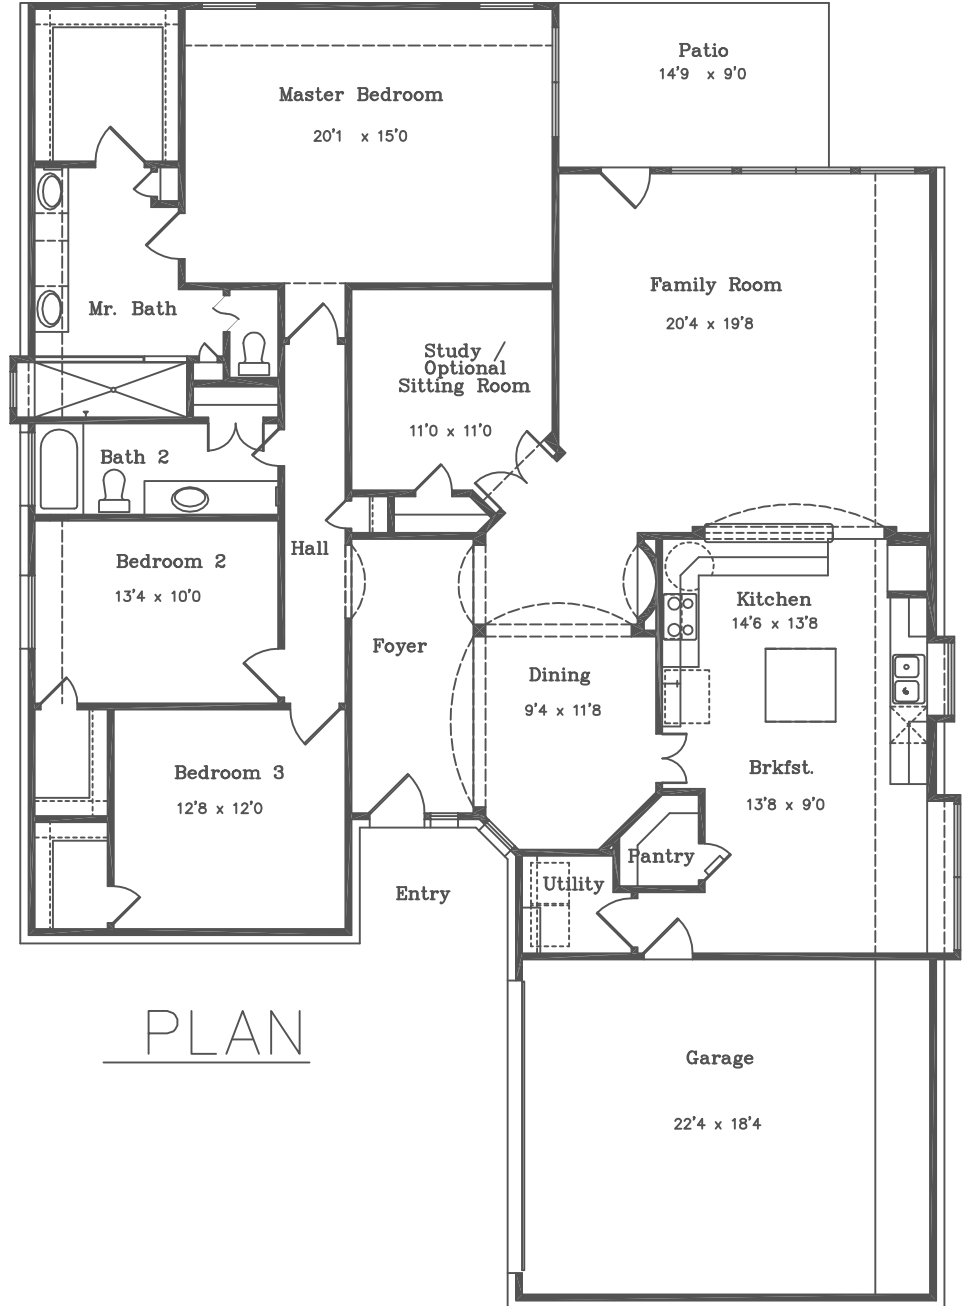 Patio
14'9 x 9'0
Master Bedroom
20'1 x 15'0
Family Room
20'4 x 19'8
Mr. Bath
Study /
Optional
Sitting Room
11'0 x 11'0
Bath 2
Hall
Bedroom 2
13'4 x 10'0
Kitchen
14'6 x 13'8
Foyer
Dining
9'4 x 11'8
Bedroom 3
12'8 x 12'0
Brkfst.
13'8 x 9'0
Pantry
Utility
Entry
PLAN
Garage
22'4 x 18'4